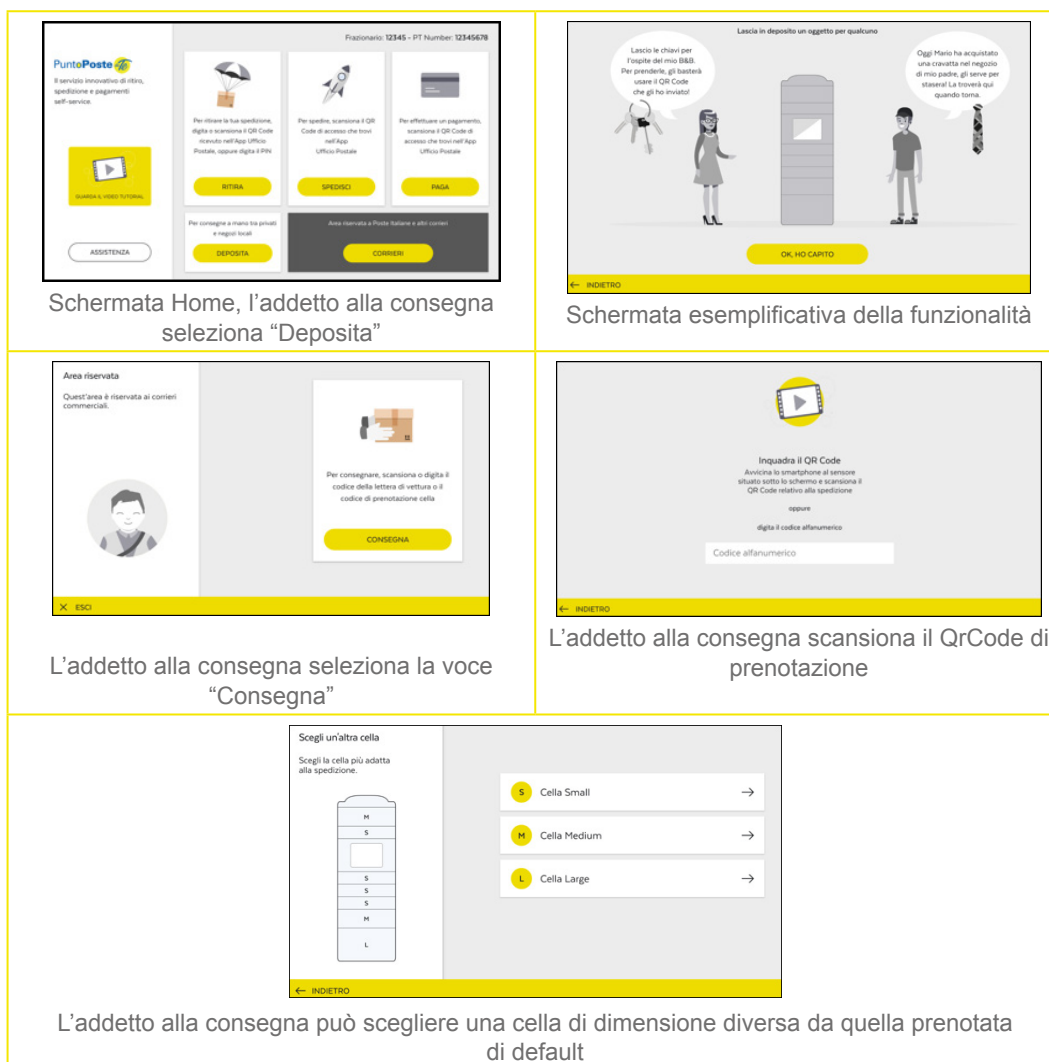 Frazionario: 12345 - PT Number: 12345678
PuntoPoste Te
Il servizio innovativo di ritiro,
spedizione e pagamenti
self-service.
GUARDA IL VIDEO TUTORIAL
ASSISTENZA
Per ritirare la tua spedizione,
digita o scansiona il QR Code
ricevuto nell'App Ufficio
Postale, oppure digita il PIN
RITIRA
Per spedire, scansiona il QR
Code di accesso che trovi
nell'App
Ufficio Postale
SPEDISCI
Per effettuare un pagamento,
scansiona il QR Code di
accesso che trovi nell'App
Ufficio Postale
PAGA
Per consegne a mano tra privati
e negozi locali
DEPOSITA
Area riservata a Poste Italiane e altri corrieri
CORRIERI
Schermata Home, l'addetto alla consegna
seleziona “Deposita”
Lascia in deposito un oggetto per qualcuno
Lascio le chiavi per
l'ospite del mio B&B.
Per prenderle, gli basterà
usare il QR Code
che gli ho inviato!
Oggi Mario ha acquistato
una cravatta nel negozio
di mio padre, gli serve per
stasera! La troverà qui
quando torna.
OK, HO CAPITO
← INDIETRO
Schermata esemplificativa della funzionalità
Area riservata
Quest'area è riservata ai corrieri
commerciali.
Per consegnare, scansiona o digita il
codice della lettera di vettura o il
codice di prenotazione cella
CONSEGNA
X ESCI
L'addetto alla consegna seleziona la voce
“Consegna”
Inquadra il QR Code
Avvicina lo smartphone al sensore
situato sotto lo schermo e scansiona il
QR Code relativo alla spedizione
oppure
digita il codice alfanumerico
Codice alfanumerico
← INDIETRO
L'addetto alla consegna scansiona il QrCode di
prenotazione
Scegli un'altra cella
Scegli la cella più adatta
alla spedizione.
M
S
S
S
S
M
L
S Cella Small →
M Cella Medium →
L Cella Large →
← INDIETRO
L'addetto alla consegna può scegliere una cella di dimensione diversa da quella prenotata
di default